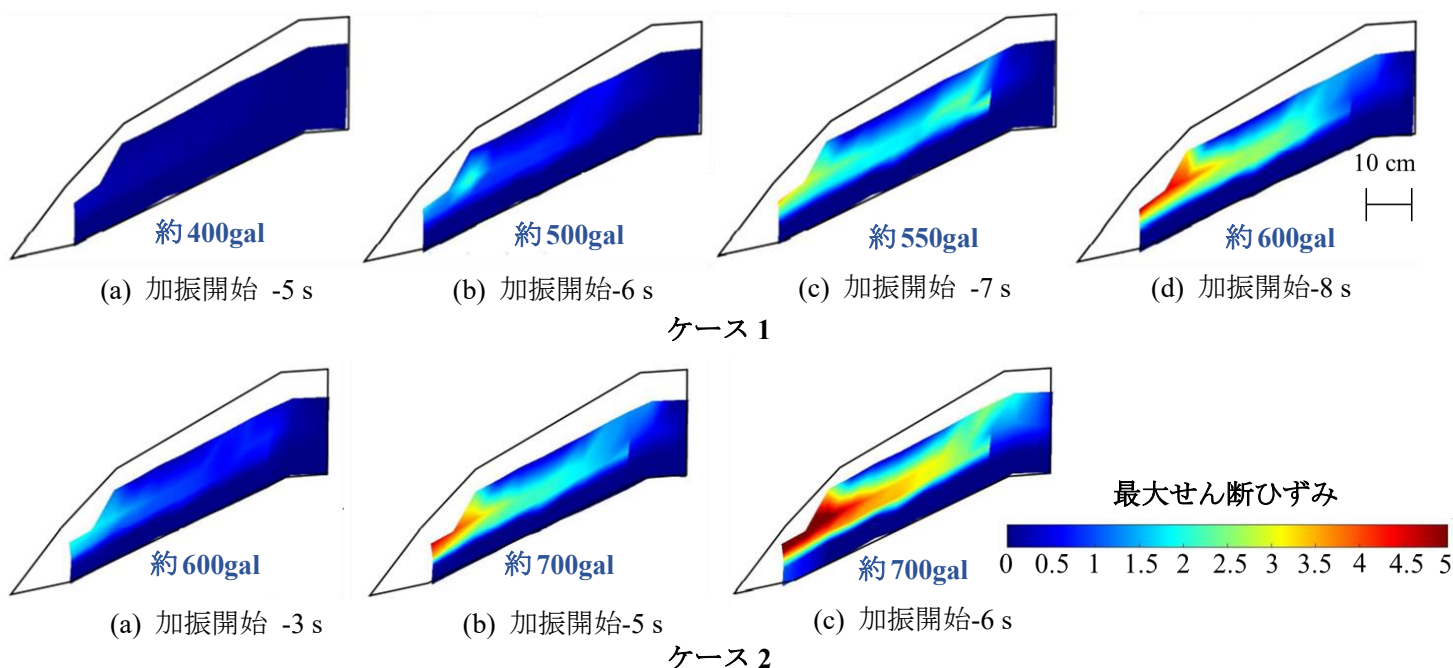 約400gal
約500gal
約550gal
約600gal
10 cm
(a) 加振開始 -5 s
(b) 加振開始-6 s
(c) 加振開始 -7 s
(d) 加振開始-8 s
ケース 1
約600gal
約700gal
約700gal
最大せん断ひずみ
0 0.5 1 1.5 2 2.5 3 3.5 4 4.5 5
(a) 加振開始 -3 s
(b) 加振開始-5 s
(c) 加振開始-6 s
ケース 2